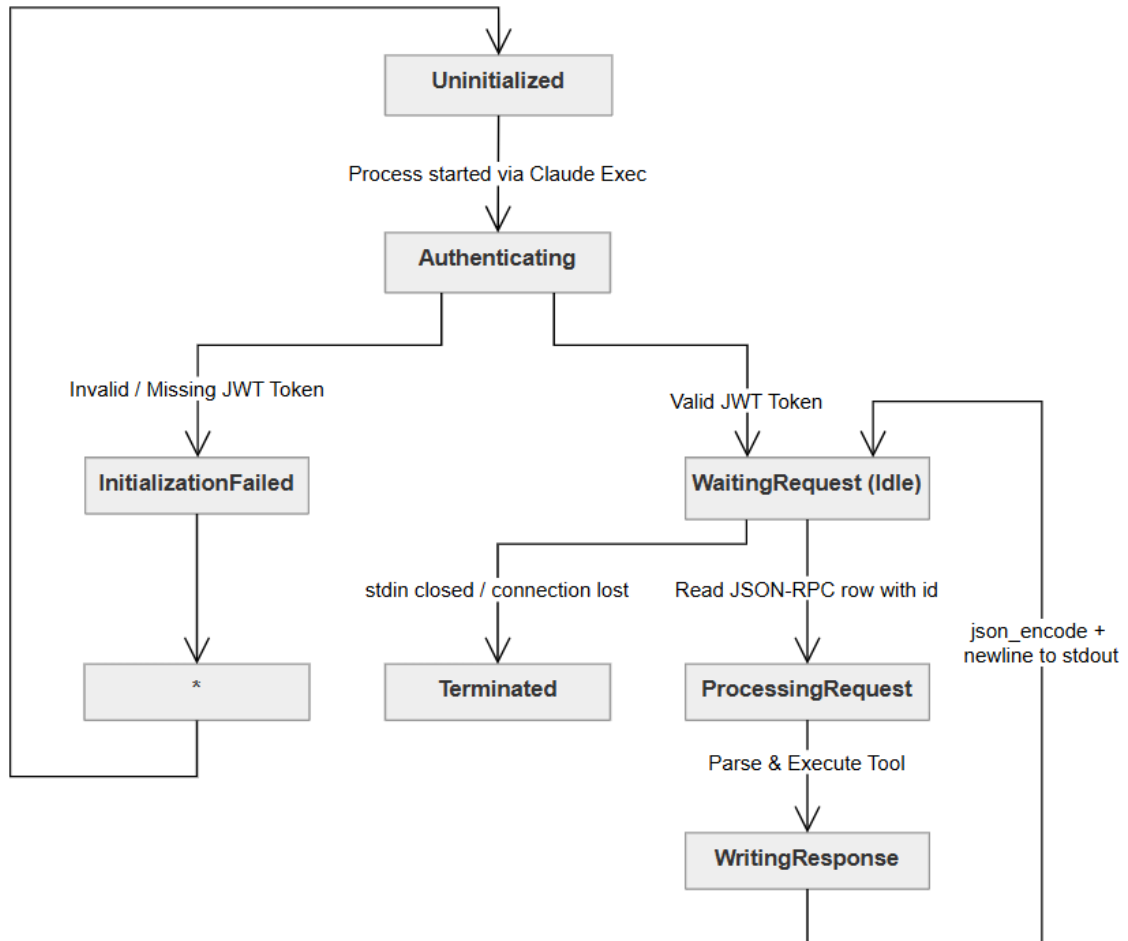 Uninitialized
Process started via Claude Exec
Authenticating
Invalid / Missing JWT Token
Valid JWT Token
InitializationFailed
WaitingRequest (Idle)
stdin closed / connection lost
Read JSON-RPC row with id
json_encode +
newline to stdout
*
Terminated
ProcessingRequest
Parse & Execute Tool
WritingResponse